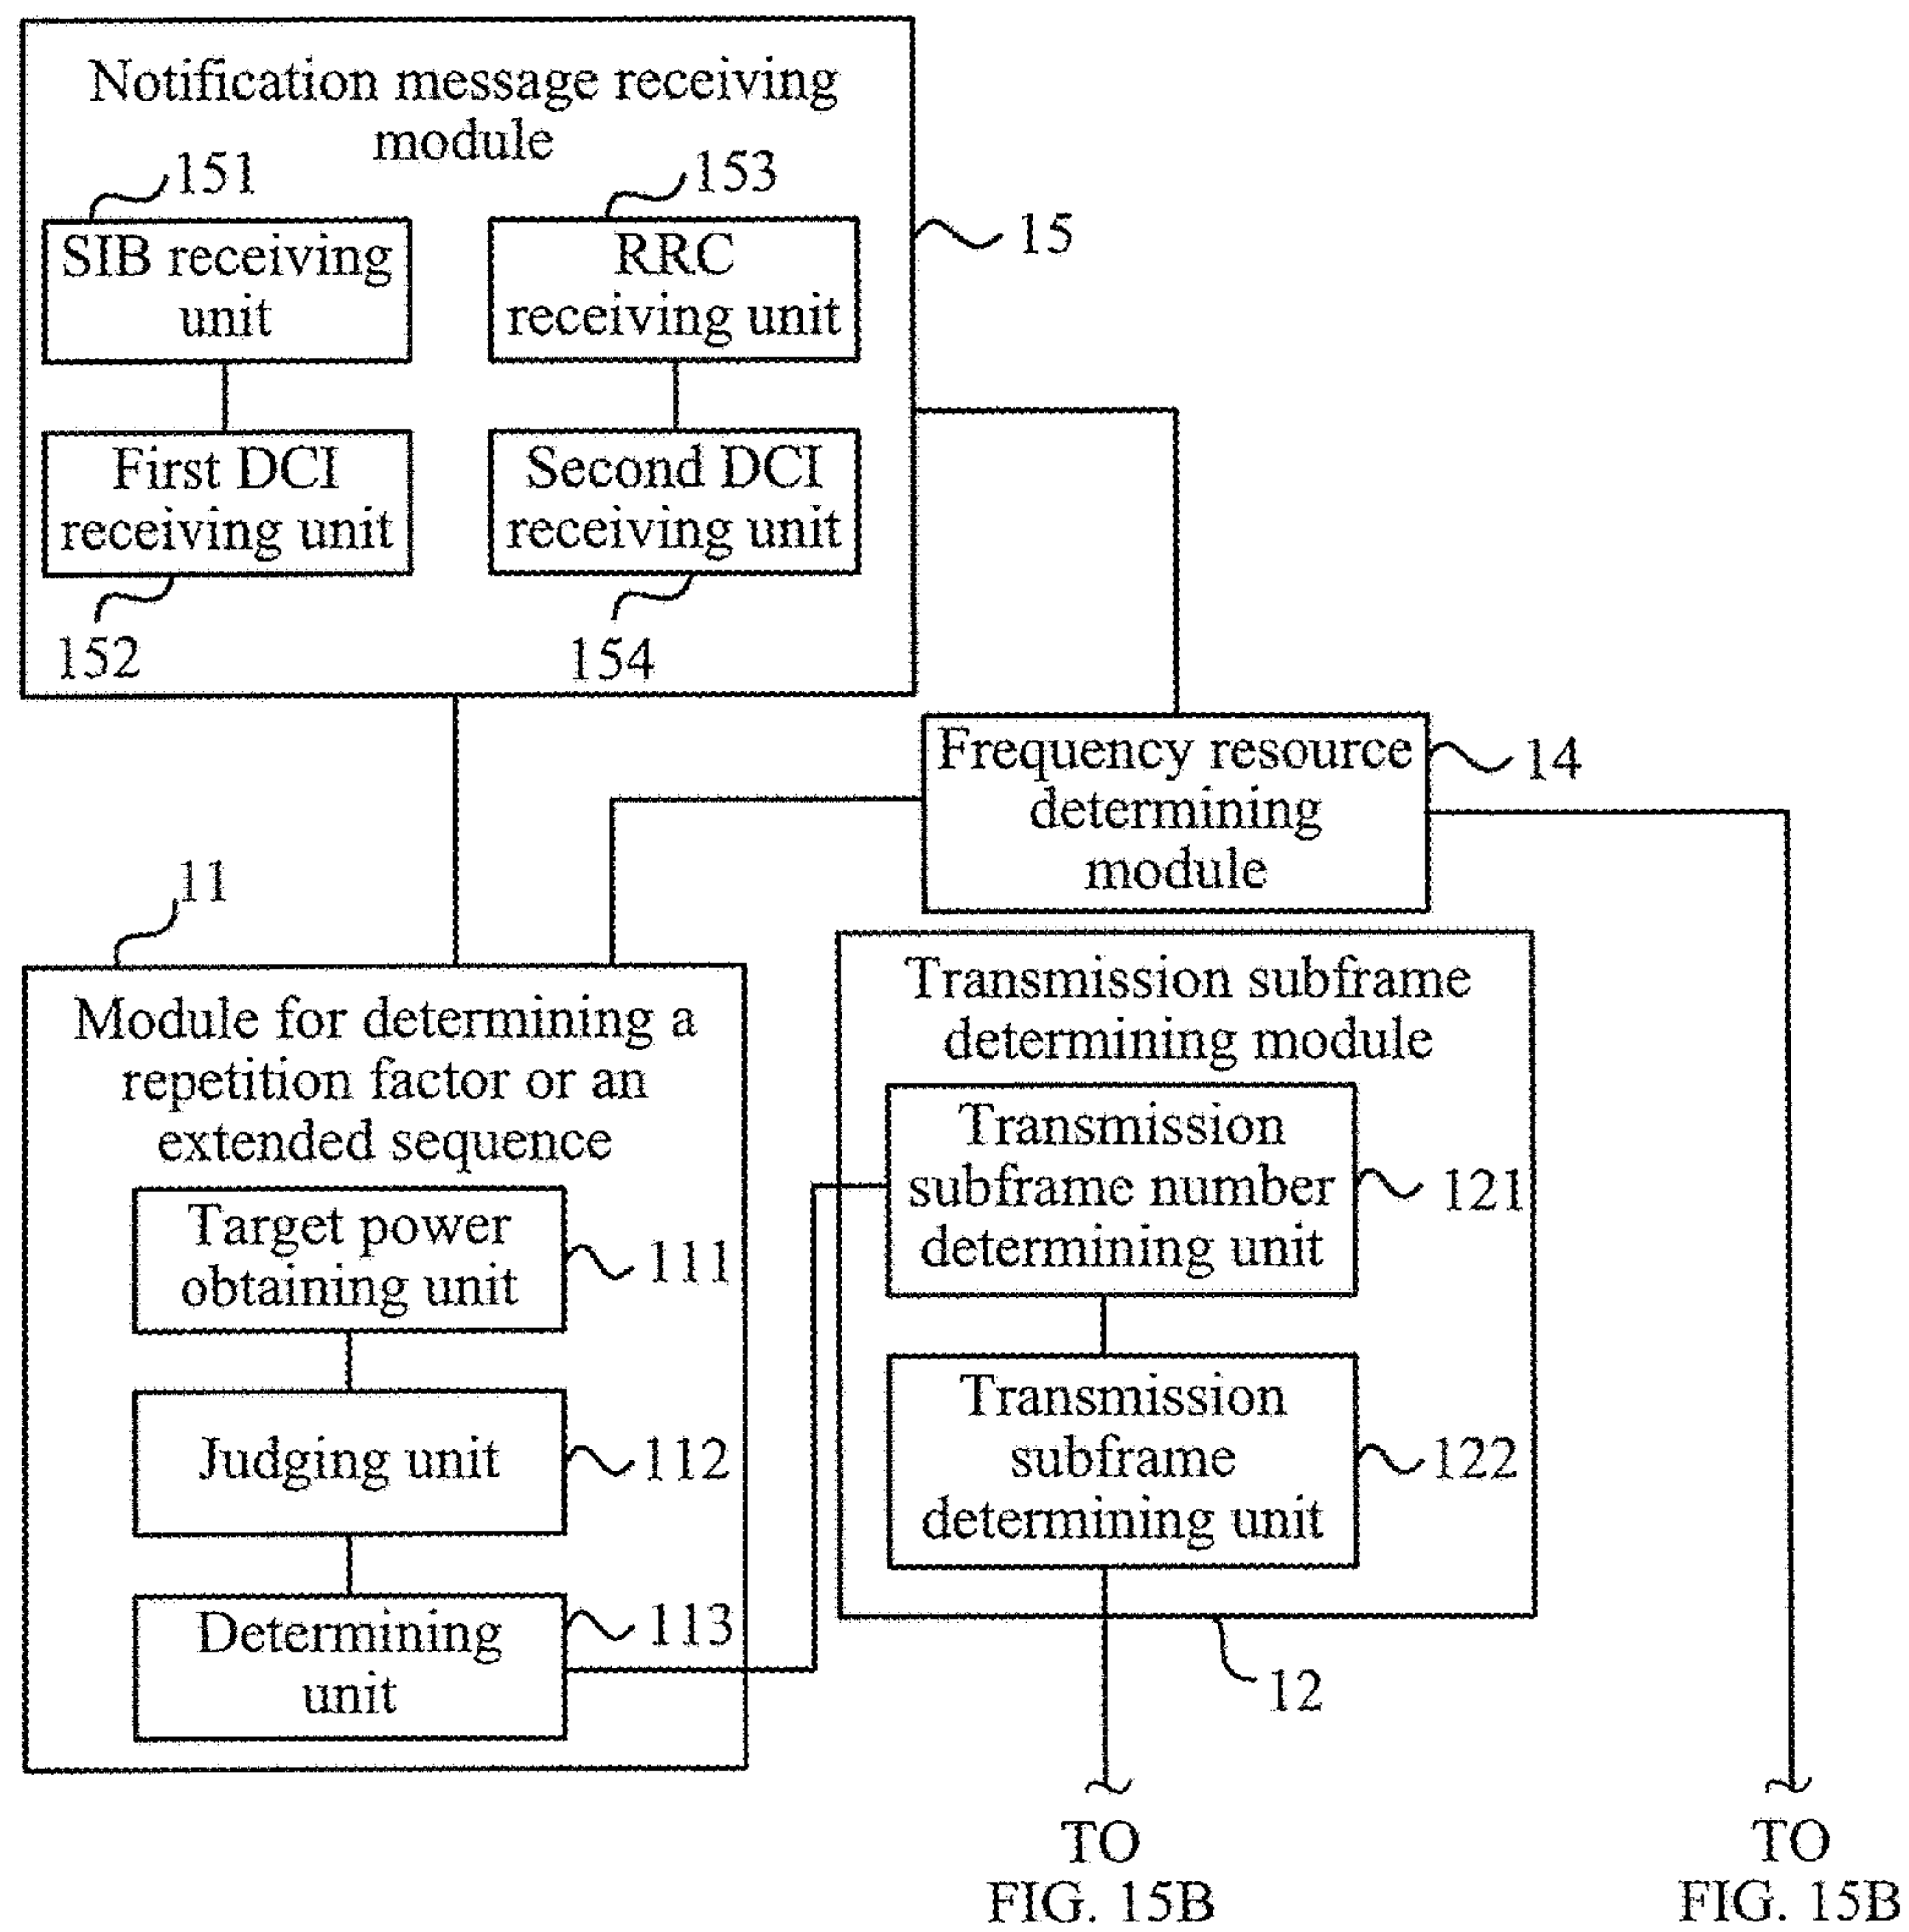 Notification message receiving
module
151
153
SIB receiving
unit
RRC
receiving unit
15
First DCI
receiving unit
Second DCI
receiving unit
152
154
Frequency resource
determining
module
14
11
Module for determining a
repetition factor or an
extended sequence
Target power
obtaining unit
111
Judging unit
112
Determining
unit
113
Transmission subframe
determining module
Transmission
subframe number
determining unit
121
Transmission
subframe
determining unit
122
12
TO
FIG. 15B
TO
FIG. 15B